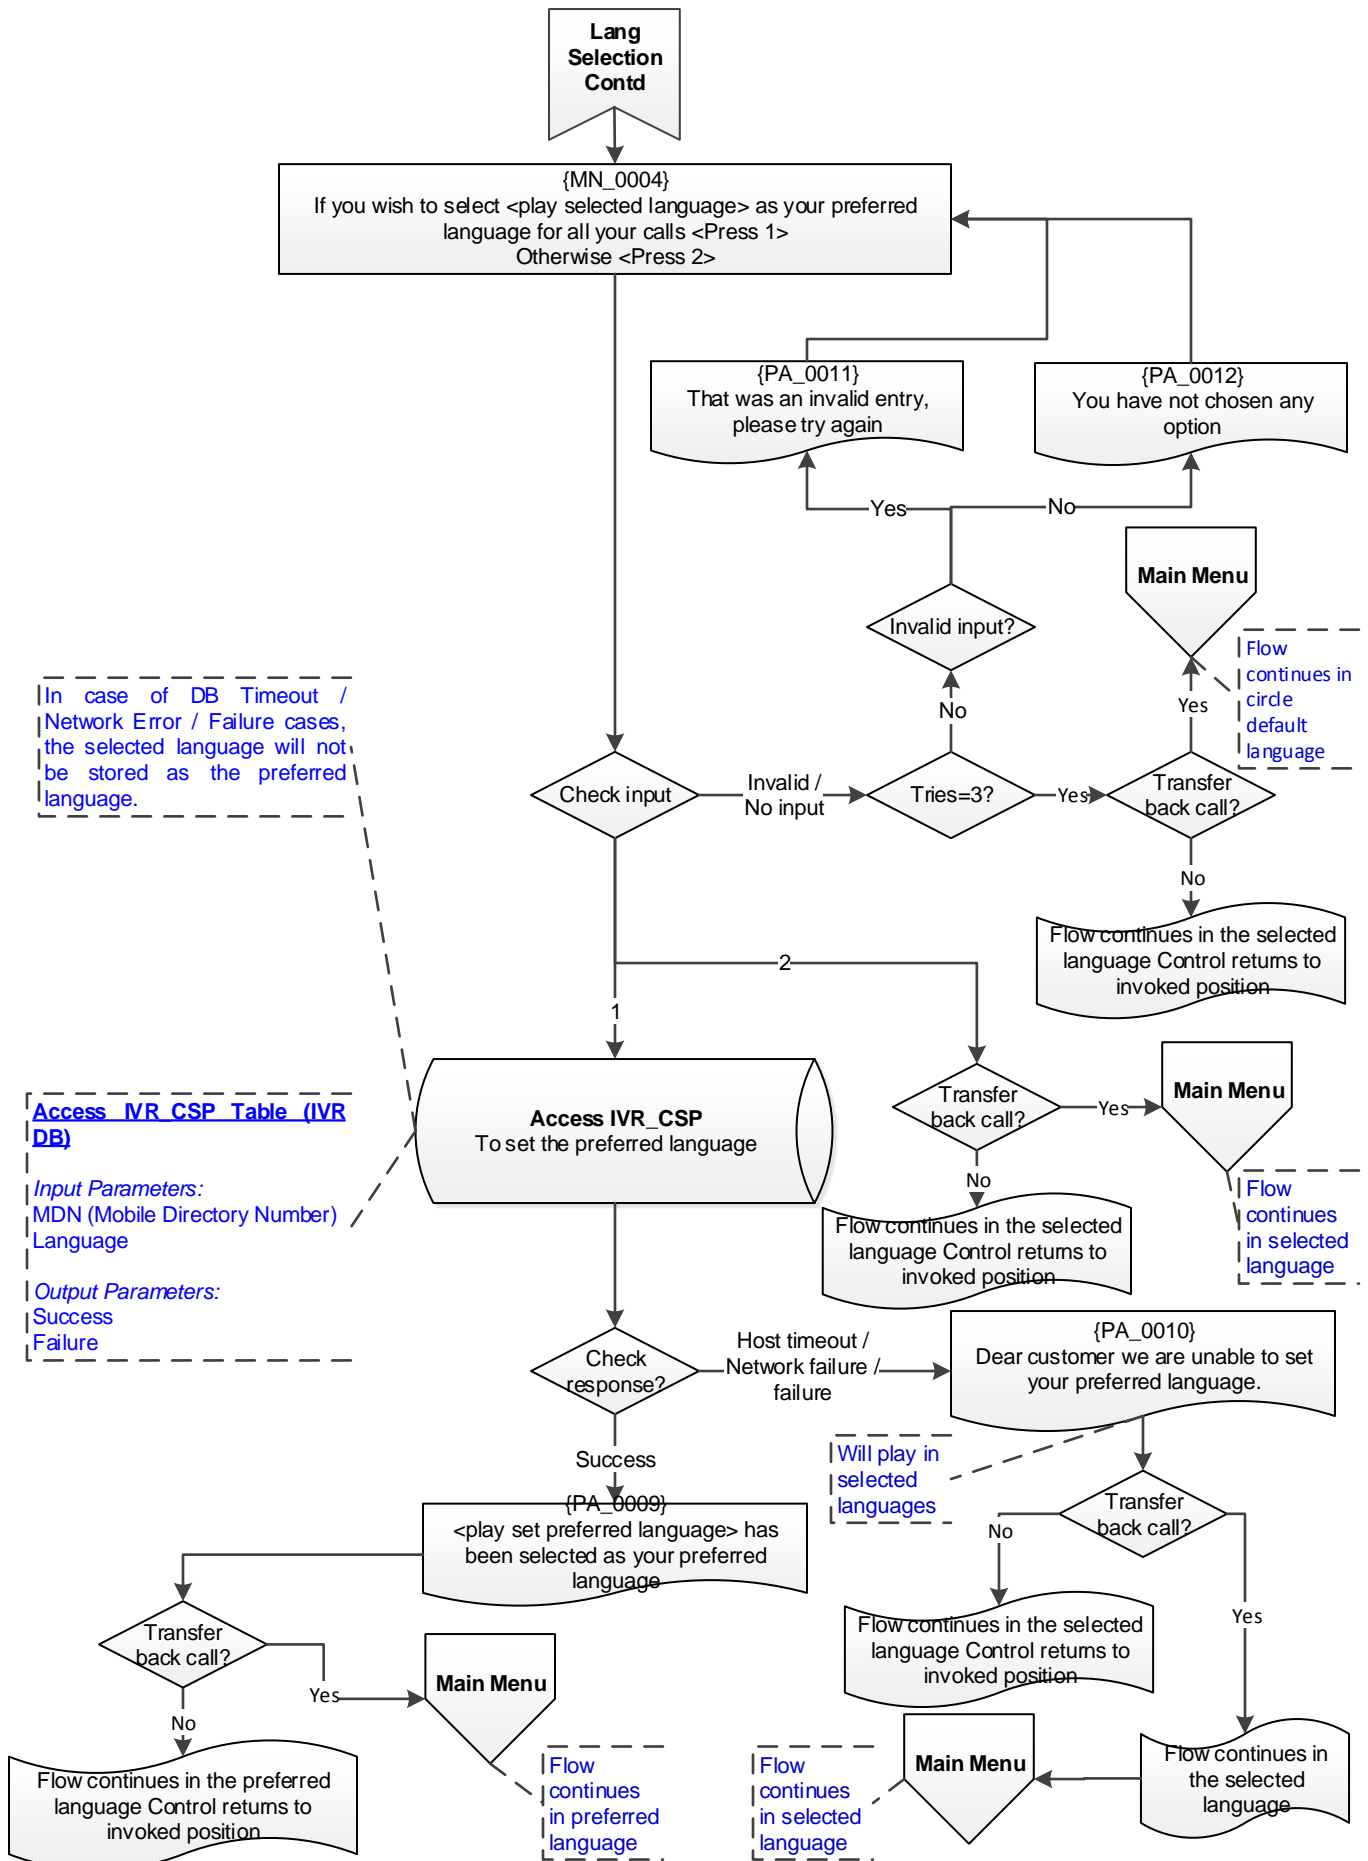 Lang
Selection
Contd
{MN_0004}
If you wish to select <play selected language> as your preferred
language for all your calls <Press 1>
Otherwise <Press 2>
{PA_0011}
That was an invalid entry,
please try again
{PA_0012}
You have not chosen any
option
Yes
No
Main Menu
Invalid input?
Flow
continues in
circle
default
language
In case of DB Timeout /
Network Error / Failure cases,
the selected language will not
be stored as the preferred
language.
No
Yes
Check input
Invalid /
No input
Tries=3?
Yes
Transfer
back call?
No
Flow continues in the selected
language Control returns to
invoked position
2
1
Access IVR_CSP
To set the preferred language
Transfer
back call?
Yes
Main Menu
Access IVR_CSP Table (IVR
DB)
Input Parameters:
MDN (Mobile Directory Number)
Language
Output Parameters:
Success
Failure
No
Flow continues in the selected
language Control returns to
invoked position
Flow
continues
in selected
language
Check
response?
Host timeout /
Network failure /
failure
{PA_0010}
Dear customer we are unable to set
your preferred language.
Success
Will play in
selected
languages
{PA_0009}
<play set preferred language> has
been selected as your preferred
language
Transfer
back call?
No
Yes
Flow continues in the selected
language Control returns to
invoked position
Transfer
back call?
Yes
Main Menu
No
Flow continues in the preferred
language Control returns to
invoked position
Flow
continues
in preferred
language
Flow
continues
in selected
language
Main Menu
Flow continues in
the selected
language